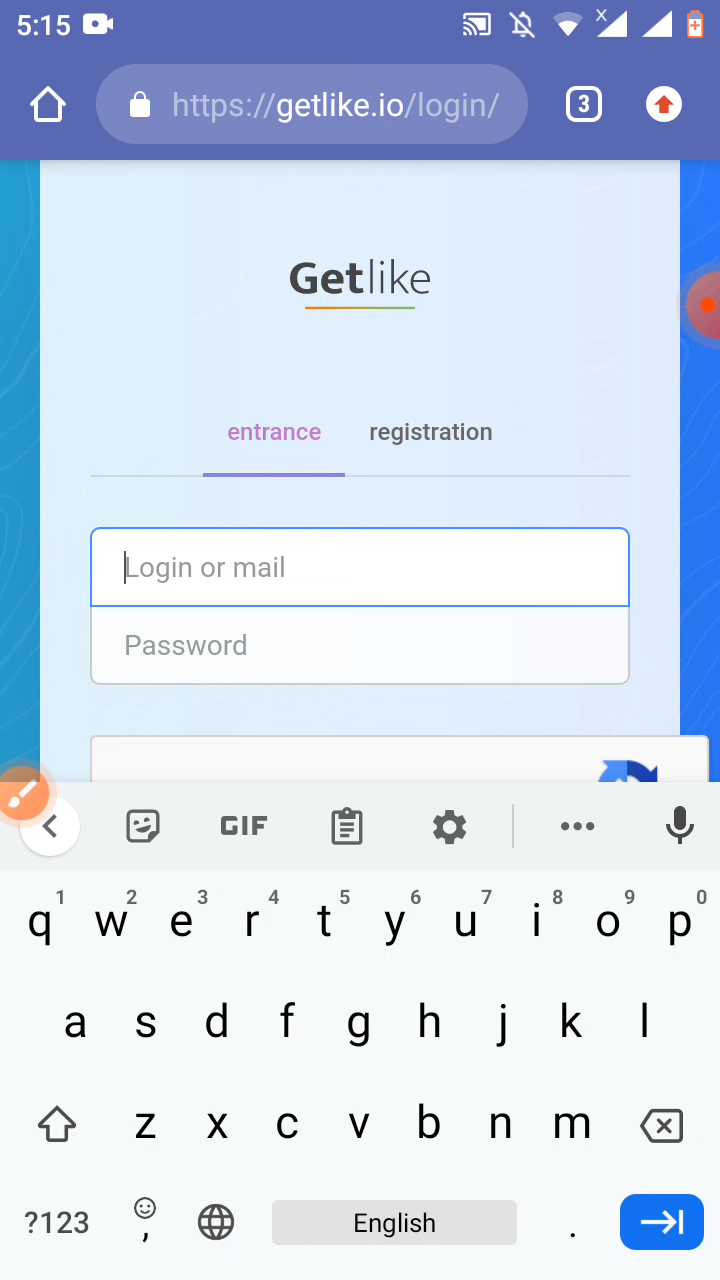 5:15
https://getlike.io/login/
3
Getlike
entrance registration
Login or mail
Password
GIF
1 2 3 4 5 6 7 8 9 0
q w e r t y u i o p
a s d f g h j k l
z x c v b n m
?123 , English .